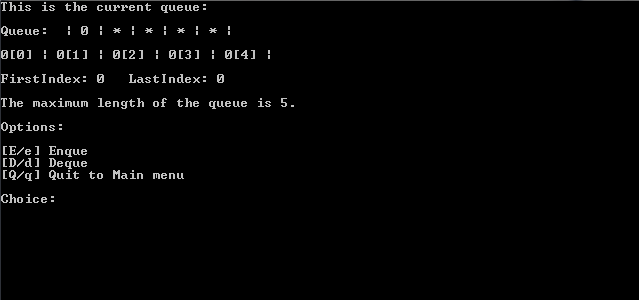 This is the current queue:
Queue:  ¦ 0 ¦ * ¦ * ¦ * ¦ * ¦
0[0] ¦ 0[1] ¦ 0[2] ¦ 0[3] ¦ 0[4] ¦
FirstIndex: 0   LastIndex: 0
The maximum length of the queue is 5.
Options:
[E/e] Enque
[D/d] Deque
[Q/q] Quit to Main menu
Choice: